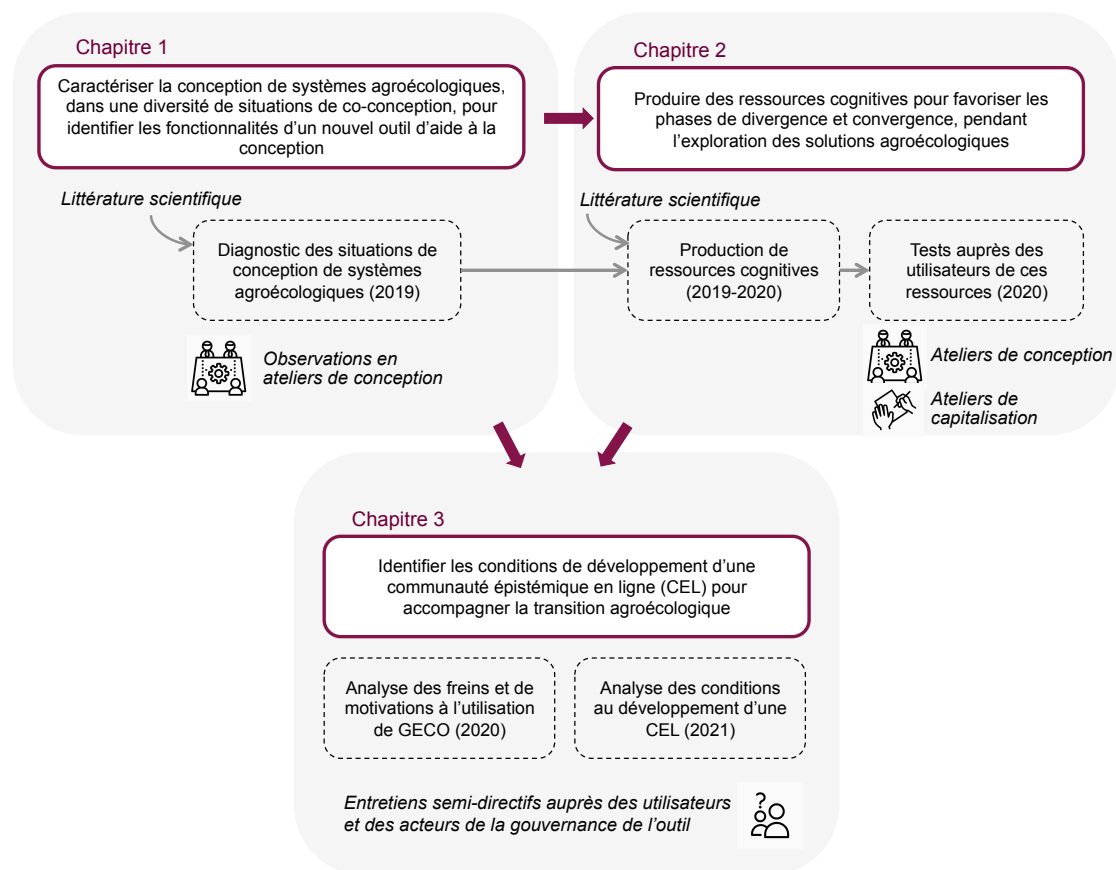 Chapitre 1
Caractériser la conception de systèmes agroécologiques,
dans une diversité de situations de co-conception, pour
identifier les fonctionnalités d’un nouvel outil d’aide à la
conception
Littérature scientifique
Diagnostic des situations de
conception de systèmes
agroécologiques (2019)
Observations en
ateliers de conception
Chapitre 2
Produire des ressources cognitives pour favoriser les
phases de divergence et convergence, pendant
l’exploration des solutions agroécologiques
Littérature scientifique
Production de
ressources cognitives
(2019-2020)
Tests auprès des
utilisateurs de ces
ressources (2020)
Ateliers de conception
Ateliers de
capitalisation
Chapitre 3
Identifier les conditions de développement d’une
communauté épistémique en ligne (CEL) pour
accompagner la transition agroécologique
Analyse des freins et de
motivations à l’utilisation
de GECO (2020)
Analyse des conditions
au développement d’une
CEL (2021)
Entretiens semi-directifs auprès des utilisateurs
et des acteurs de la gouvernance de l’outil
?